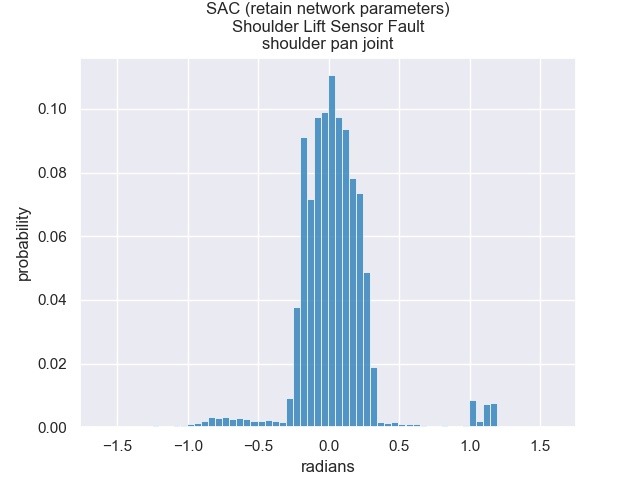 SAC (retain network parameters)
Shoulder Lift Sensor Fault
shoulder pan joint
0.10
0.08
0.06
0.04
0.02
0.00
probability
−1.5 −1.0 −0.5 0.0 0.5 1.0 1.5
radians